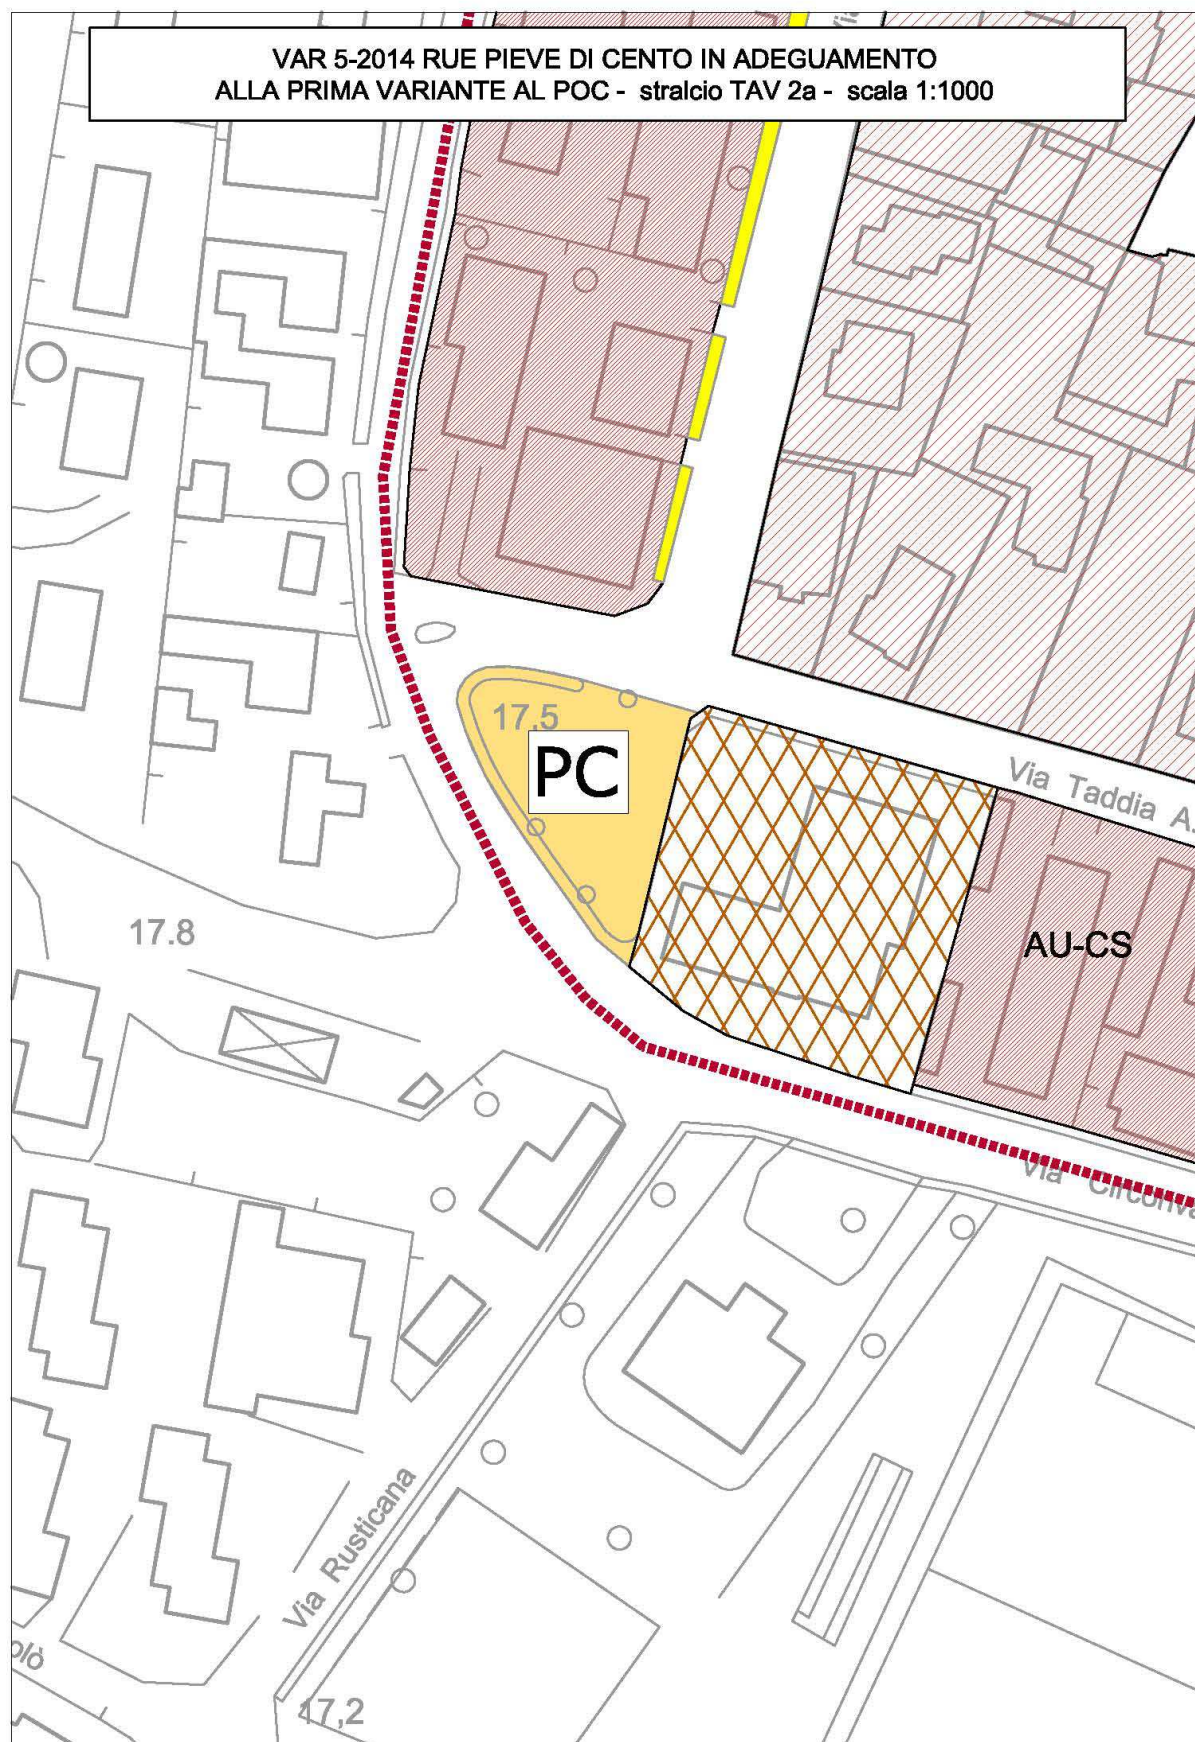 VAR 5-2014 RUE PIEVE DI CENTO IN ADEGUAMENTO
ALLA PRIMA VARIANTE AL POC - stralcio TAV 2a - scala 1:1000
17,5
PC
Via Taddia A.
17.8
AU-CS
Via
Via Rusticana
17,2